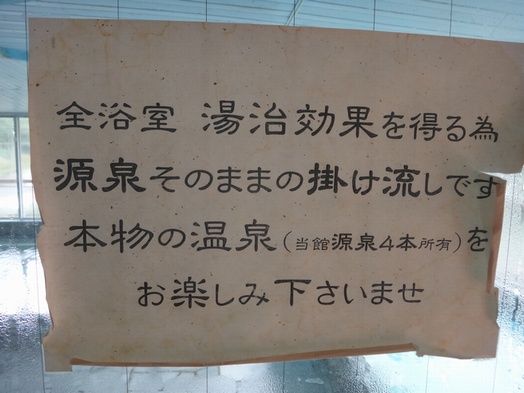 全浴室 湯治効果を得る為
源泉そのままの掛け流しです
本物の温泉(当館源泉4本所有)を
お楽しみ下さいませ